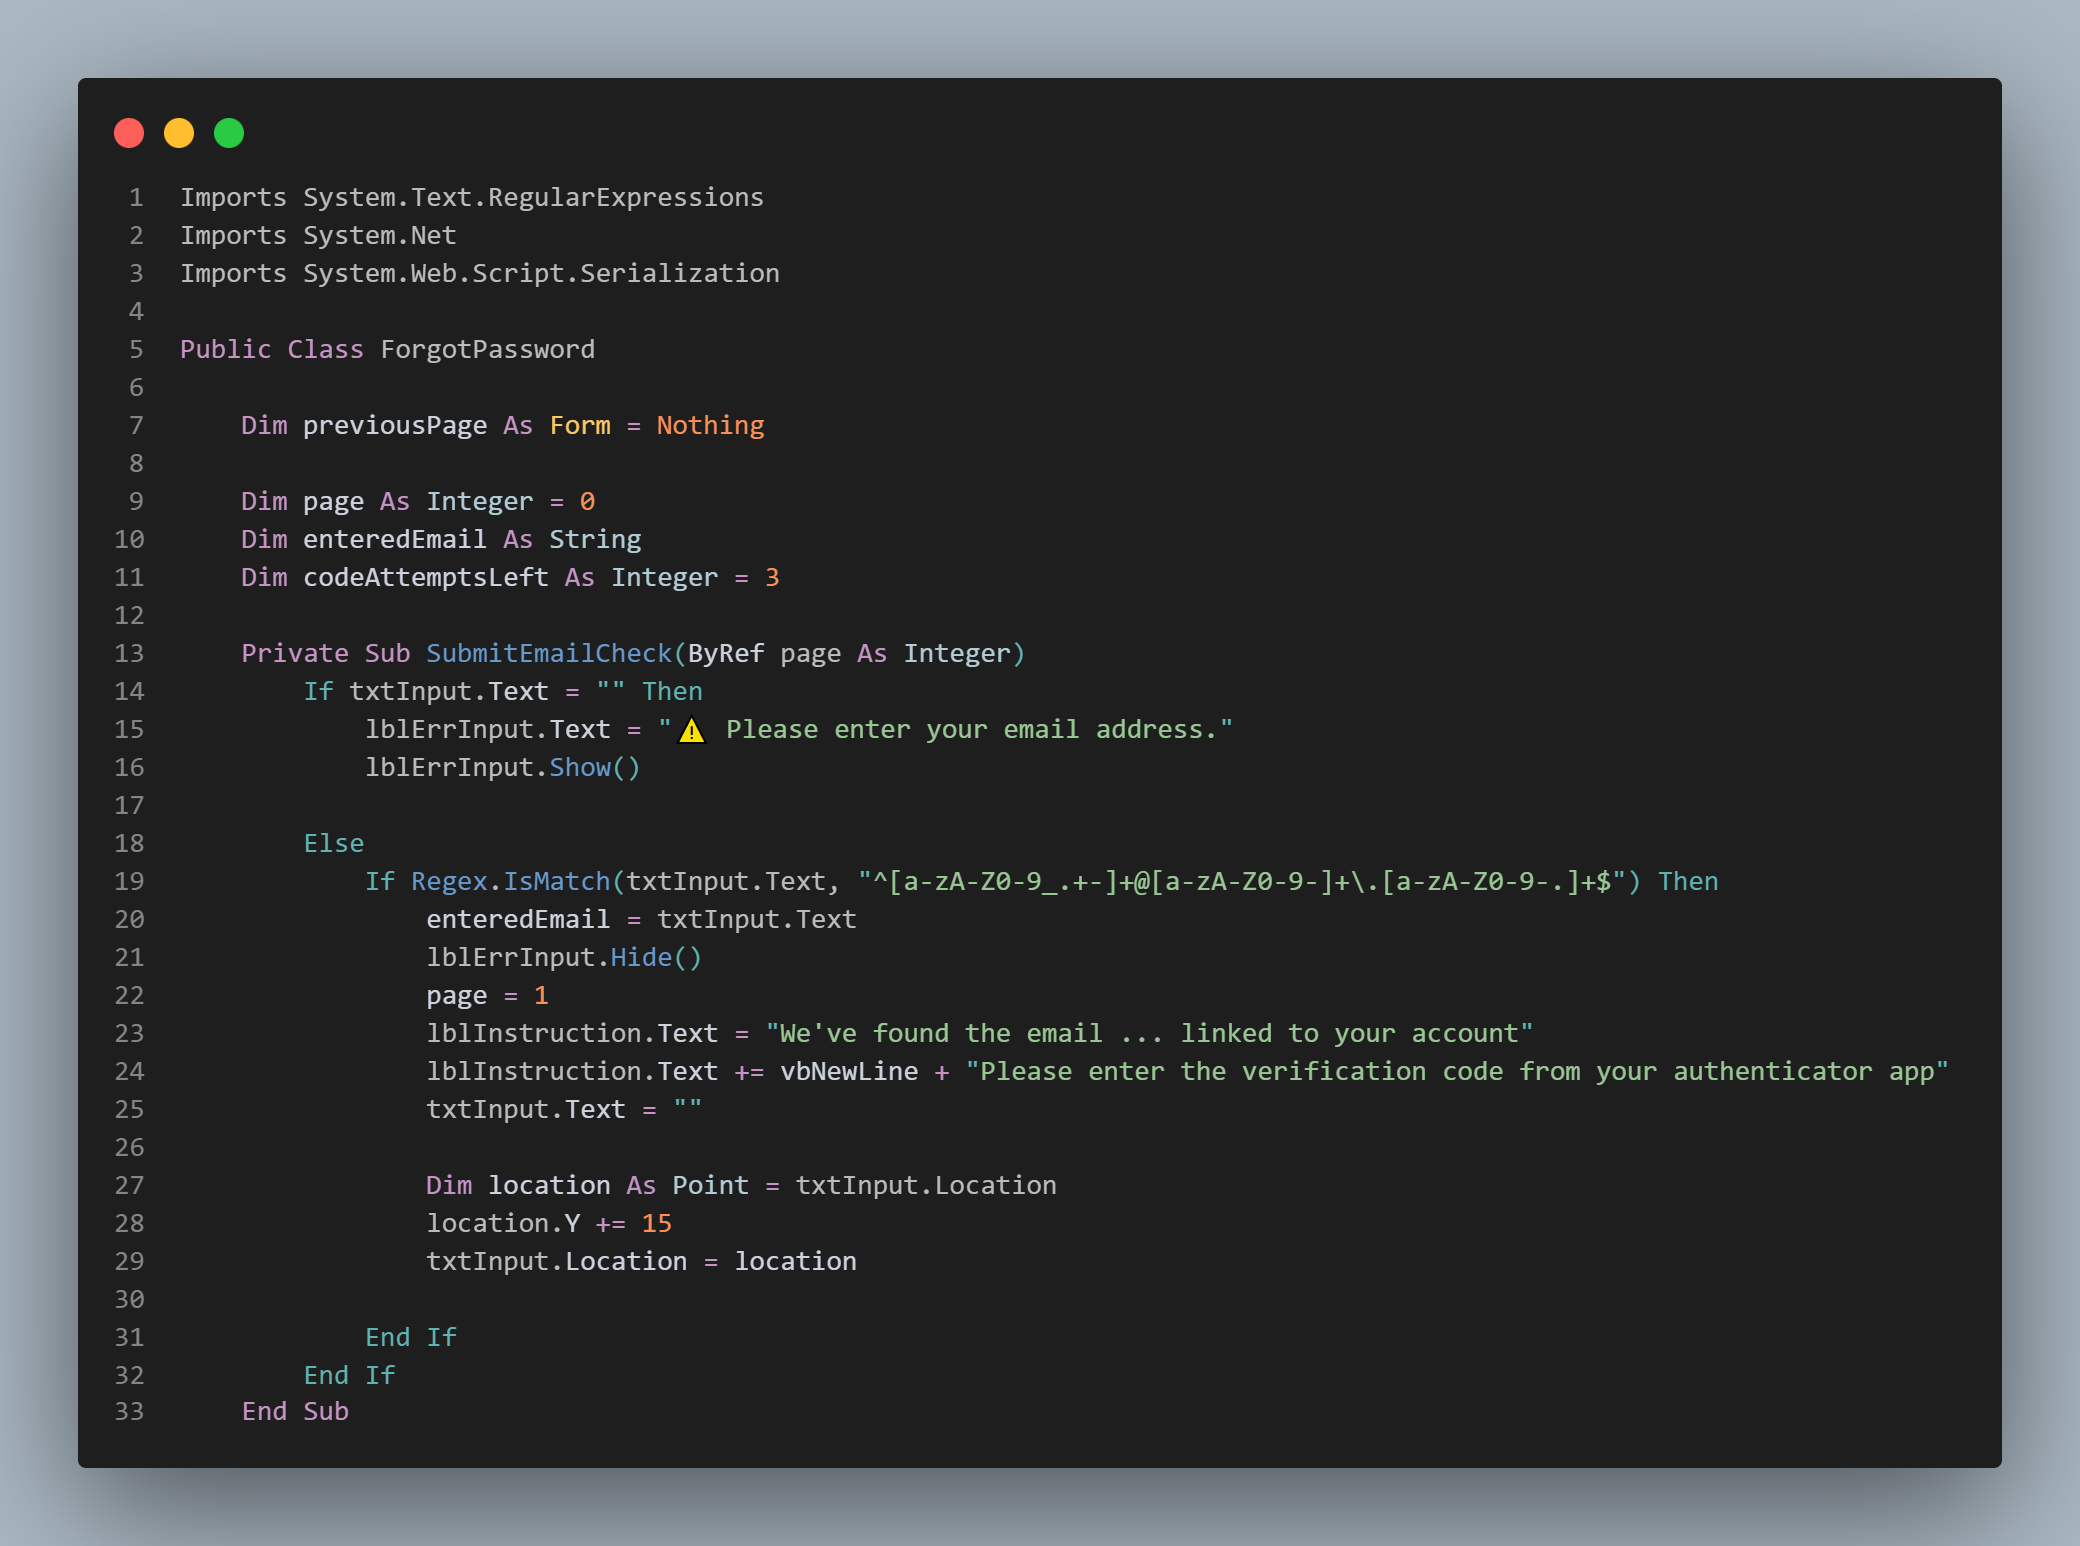 1 Imports System.Text.RegularExpressions
2 Imports System.Net
3 Imports System.Web.Script.Serialization
4
5 Public Class ForgotPassword
6
7     Dim previousPage As Form = Nothing
8
9     Dim page As Integer = 0
10     Dim enteredEmail As String
11     Dim codeAttemptsLeft As Integer = 3
12
13     Private Sub SubmitEmailCheck(ByRef page As Integer)
14         If txtInput.Text = "" Then
15             lblErrInput.Text = "⚠ Please enter your email address."
16             lblErrInput.Show()
17
18         Else
19             If Regex.IsMatch(txtInput.Text, "^[a-zA-Z0-9_.+-]+@[a-zA-Z0-9-]+\.[a-zA-Z0-9-.]+$") Then
20                 enteredEmail = txtInput.Text
21                 lblErrInput.Hide()
22                 page = 1
23                 lblInstruction.Text = "We've found the email ... linked to your account"
24                 lblInstruction.Text += vbNewLine + "Please enter the verification code from your authenticator app"
25                 txtInput.Text = ""
26
27                 Dim location As Point = txtInput.Location
28                 location.Y += 15
29                 txtInput.Location = location
30
31             End If
32         End If
33     End Sub